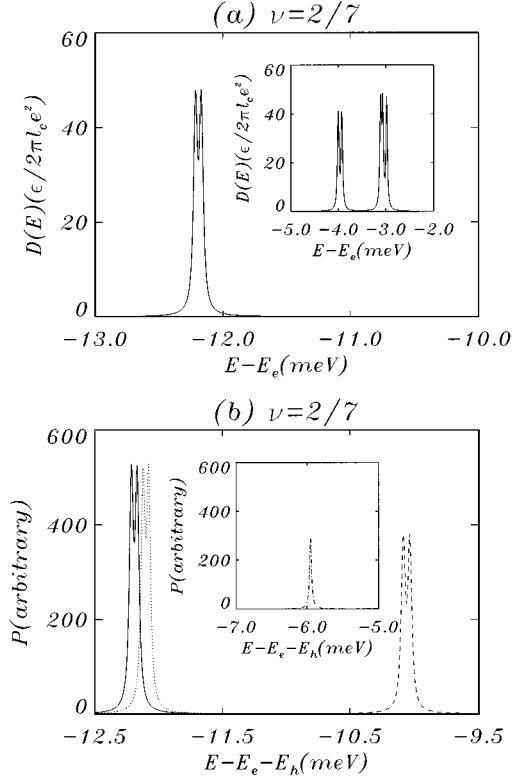 (a) ν=2/7
D(E)(ϵ/2πl_c e²)
60
40
20
0
-13.0 -12.0 -11.0 -10.0
E-E_e(meV)
D(E)(ϵ/2πl_c e²)
60
40
20
0
-5.0 -4.0 -3.0 -2.0
E-E_e(meV)
(b) ν=2/7
P(arbitrary)
600
400
200
0
-12.5 -11.5 -10.5 -9.5
E-E_e-E_h(meV)
P(arbitrary)
600
400
200
0
-7.0 -6.0 -5.0
E-E_e-E_h(meV)